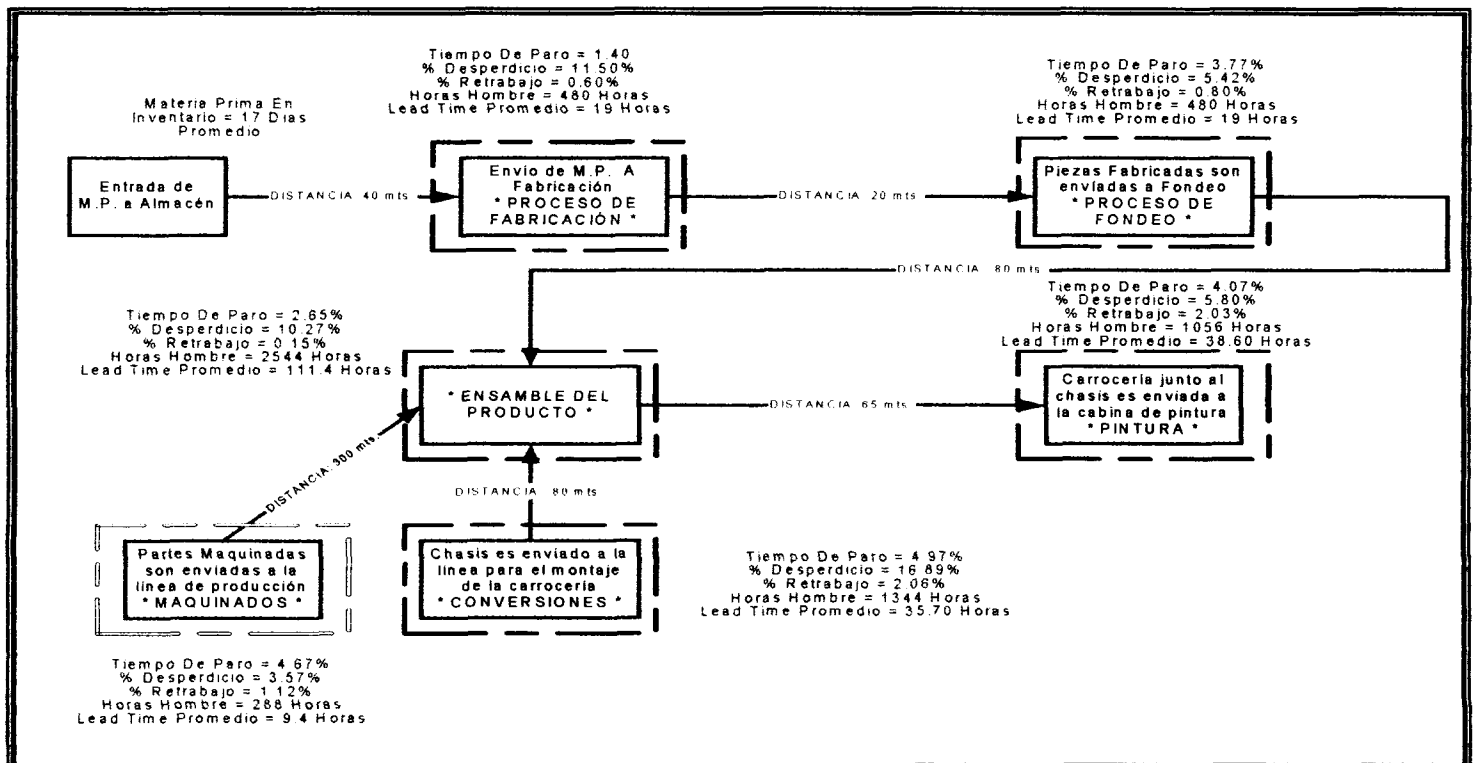 Tiempo De Paro = 1.40
% Desperdicio = 11.50%
% Retrabajo = 0.60%
Horas Hombre = 480 Horas
Lead Time Promedio = 19 Horas
Tiempo De Paro = 3.77%
% Desperdicio = 5.42%
% Retrabajo = 0.80%
Horas Hombre = 480 Horas
Lead Time Promedio = 19 Horas
Materia Prima En
Inventario = 17 Dias
Promedio
Entrada de
M.P. a Almacén
DISTANCIA 40 mts
Envio de M.P. A
Fabricación
* PROCESO DE
FABRICACIÓN *
DISTANCIA 20 mts
Piezas Fabricadas son
enviadas a Fondeo
* PROCESO DE
FONDEO *
DISTANCIA 80 mts
Tiempo De Paro = 2.65%
% Desperdicio = 10.27%
% Retrabajo = 0.15%
Horas Hombre = 2544 Horas
Lead Time Promedio = 111.4 Horas
Tiempo De Paro = 4.07%
% Desperdicio = 5.80%
% Retrabajo = 2.03%
Horas Hombre = 1056 Horas
Lead Time Promedio = 38.60 Horas
* ENSAMBLE DEL
PRODUCTO *
DISTANCIA 65 mts
Carrocería junto al
chasis es enviada a
la cabina de pintura
* PINTURA *
DISTANCIA: 300 mts.
DISTANCIA 80 mts
Partes Maquinadas
son enviadas a la
línea de producción
* MAQUINADOS *
Chasis es enviado a la
línea para el montaje
de la carrocería
* CONVERSIONES *
Tiempo De Paro = 4.97%
% Desperdicio = 16.89%
% Retrabajo = 2.06%
Horas Hombre = 1344 Horas
Lead Time Promedio = 35.70 Horas
Tiempo De Paro = 4.67%
% Desperdicio = 3.57%
% Retrabajo = 1.12%
Horas Hombre = 288 Horas
Lead Time Promedio = 9.4 Horas